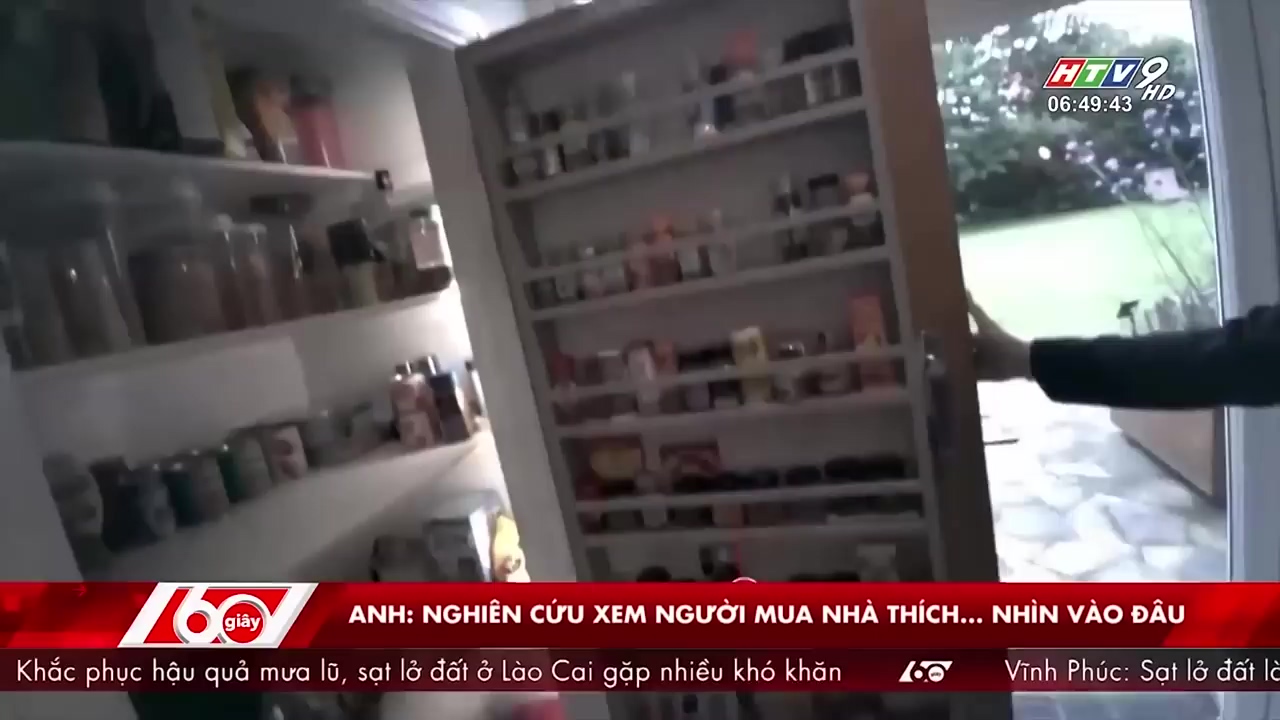 HTV9
HD
06:49:43
60 giây
ANH: NGHIÊN CỨU XEM NGƯỜI MUA NHÀ THÍCH... NHÌN VÀO ĐÂU
Khắc phục hậu quả mưa lũ, sạt lở đất ở Lào Cai gặp nhiều khó khăn 60 giây Vĩnh Phúc: Sạt lở đất